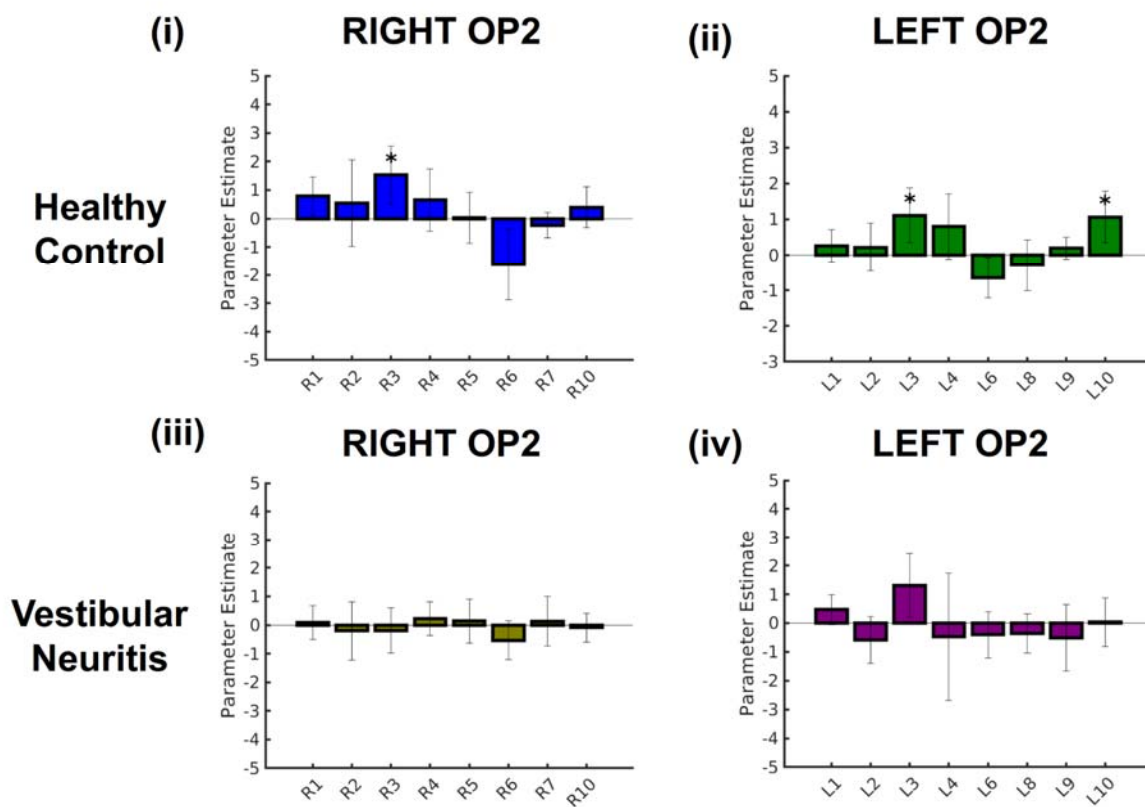 (i)
RIGHT OP2
(ii)
LEFT OP2
Healthy
Control
Parameter Estimate
5
4
3
2
1
0
-1
-2
-3
-4
-5
*
R1
R2
R3
R4
R5
R6
R7
R10
Parameter Estimate
5
4
3
2
1
0
-1
-2
-3
*
*
L1
L2
L3
L4
L6
L8
L9
L10
(iii)
RIGHT OP2
(iv)
LEFT OP2
Vestibular
Neuritis
Parameter Estimate
5
4
3
2
1
0
-1
-2
-3
-4
-5
R1
R2
R3
R4
R5
R6
R7
R10
Parameter Estimate
5
4
3
2
1
0
-1
-2
-3
-4
-5
L1
L2
L3
L4
L6
L8
L9
L10